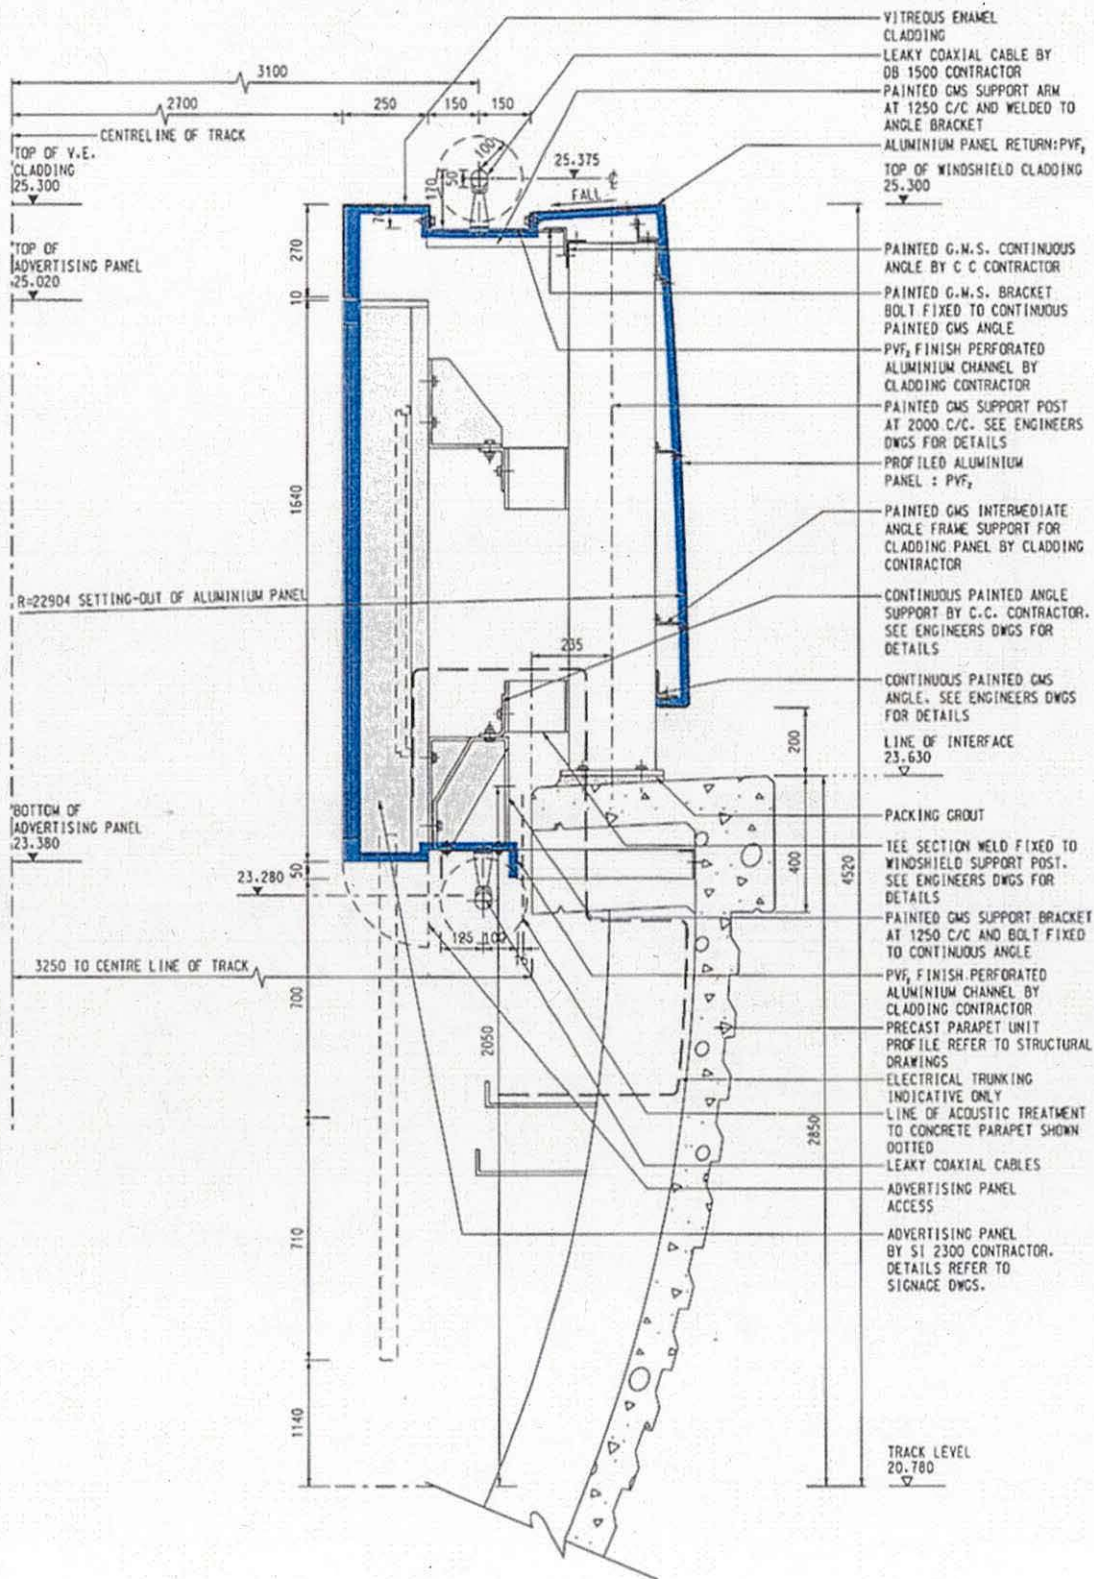 3100
2700
250
150
150
CENTRELINE OF TRACK
TOP OF V.E.
CLADDING
25.300
TOP OF
ADVERTISING PANEL
25.020
270
10
1640
R=22904 SETTING-OUT OF ALUMINIUM PANEL
BOTTOM OF
ADVERTISING PANEL
23.380
50
23.280
3250 TO CENTRE LINE OF TRACK
700
710
1140
100
170
50
70
25.375
FALL
235
195
100
2050
200
400
4520
2850
VITREOUS ENAMEL
CLADDING
LEAKY COAXIAL CABLE BY
DB 1500 CONTRACTOR
PAINTED GMS SUPPORT ARM
AT 1250 C/C AND WELDED TO
ANGLE BRACKET
ALUMINIUM PANEL RETURN:PVF₂
TOP OF WINDSHIELD CLADDING
25.300
PAINTED G.M.S. CONTINUOUS
ANGLE BY C C CONTRACTOR
PAINTED G.M.S. BRACKET
BOLT FIXED TO CONTINUOUS
PAINTED GMS ANGLE
PVF₂ FINISH PERFORATED
ALUMINIUM CHANNEL BY
CLADDING CONTRACTOR
PAINTED GMS SUPPORT POST
AT 2000 C/C. SEE ENGINEERS
DWGS FOR DETAILS
PROFILED ALUMINIUM
PANEL : PVF₂
PAINTED GMS INTERMEDIATE
ANGLE FRAME SUPPORT FOR
CLADDING PANEL BY CLADDING
CONTRACTOR
CONTINUOUS PAINTED ANGLE
SUPPORT BY C.C. CONTRACTOR.
SEE ENGINEERS DWGS FOR
DETAILS
CONTINUOUS PAINTED GMS
ANGLE. SEE ENGINEERS DWGS
FOR DETAILS
LINE OF INTERFACE
23.630
PACKING GROUT
TEE SECTION WELD FIXED TO
WINDSHIELD SUPPORT POST.
SEE ENGINEERS DWGS FOR
DETAILS
PAINTED GMS SUPPORT BRACKET
AT 1250 C/C AND BOLT FIXED
TO CONTINUOUS ANGLE
PVF₂ FINISH PERFORATED
ALUMINIUM CHANNEL BY
CLADDING CONTRACTOR
PRECAST PARAPET UNIT
PROFILE REFER TO STRUCTURAL
DRAWINGS
ELECTRICAL TRUNKING
INDICATIVE ONLY
LINE OF ACOUSTIC TREATMENT
TO CONCRETE PARAPET SHOWN
DOTTED
LEAKY COAXIAL CABLES
ADVERTISING PANEL
ACCESS
ADVERTISING PANEL
BY SI 2300 CONTRACTOR.
DETAILS REFER TO
SIGNAGE DWGS.
TRACK LEVEL
20.780